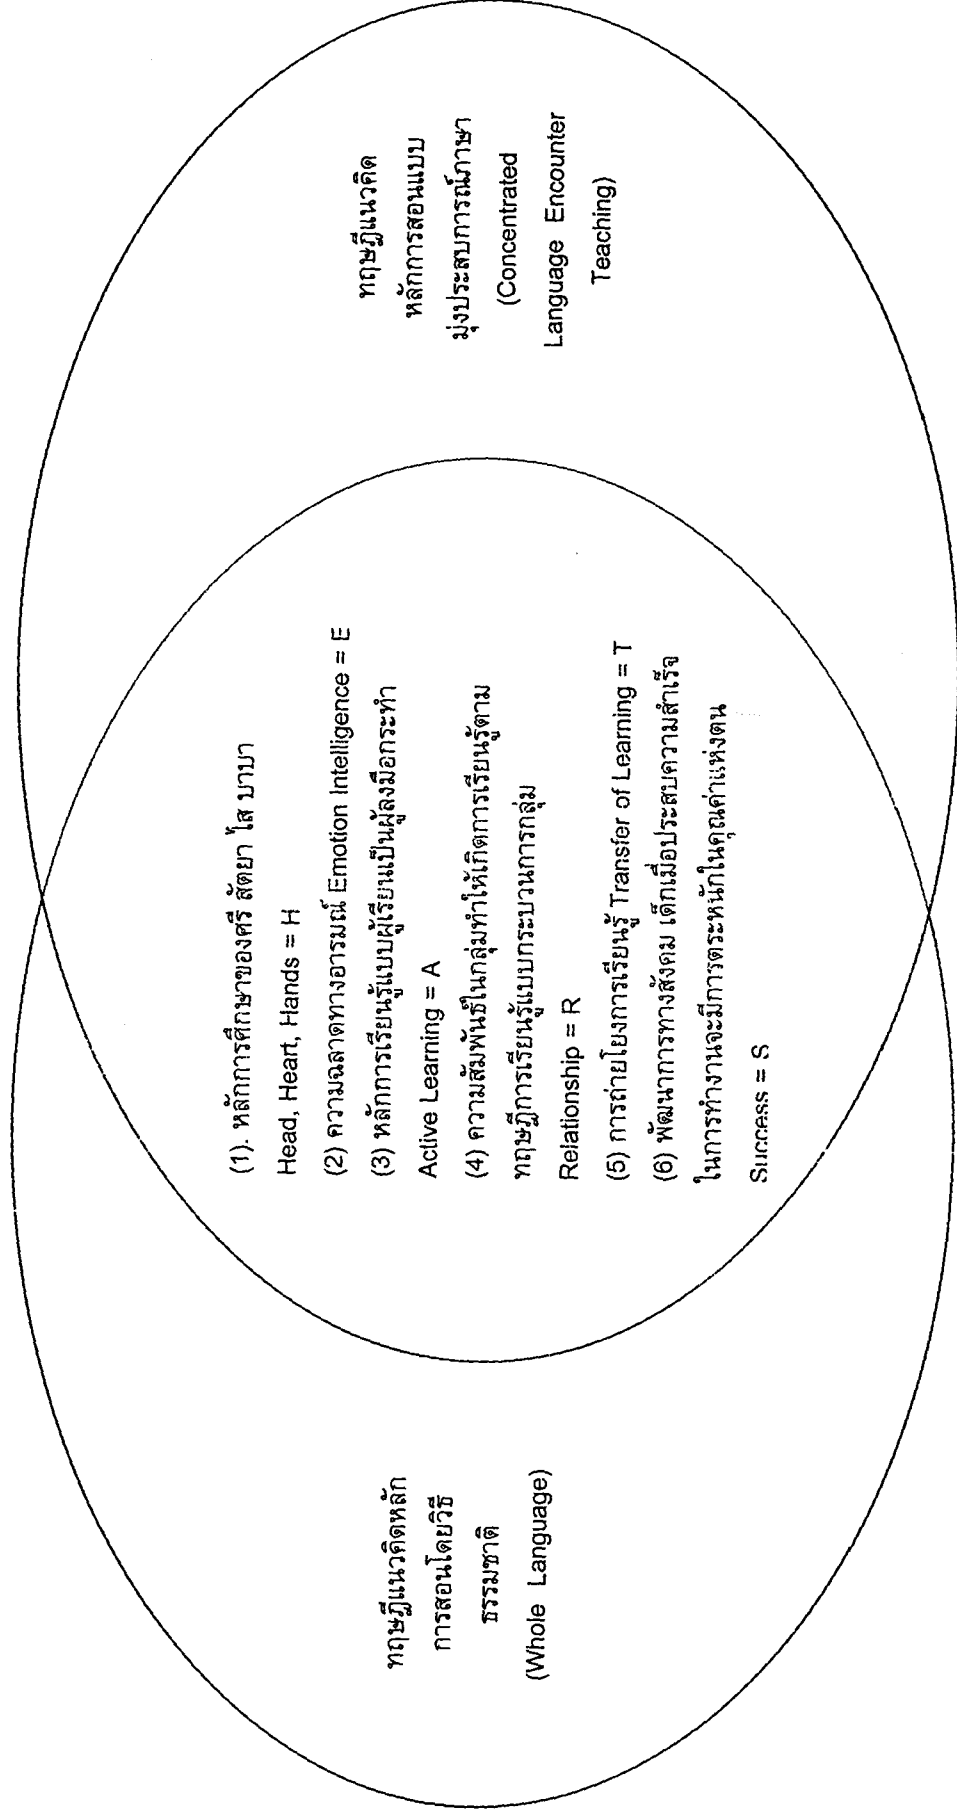 ทฤษฎีแนวคิดหลัก
การสอนโดยวิธี
ธรรมชาติ
(Whole Language)
(1). หลักการศึกษาของศรี สัตยา ไส บาบา
Head, Heart, Hands = H
(2) ความฉลาดทางอารมณ์ Emotion Intelligence = E
(3) หลักการเรียนรู้แบบผู้เรียนเป็นผู้ลงมือกระทำ
Active Learning = A
(4) ความสัมพันธ์ในกลุ่มทำให้เกิดการเรียนรู้ตาม
ทฤษฎีการเรียนรู้แบบกระบวนการกลุ่ม
Relationship = R
(5) การถ่ายโยงการเรียนรู้ Transfer of Learning = T
(6) พัฒนาการทางสังคม เด็กเมื่อประสบความสำเร็จ
ในการทำงานจะมีการตระหนักในคุณค่าแห่งตน
Success = S
ทฤษฎีแนวคิด
หลักการสอนแบบ
มุ่งประสบการณ์ภาษา
(Concentrated
Language Encounter
Teaching)